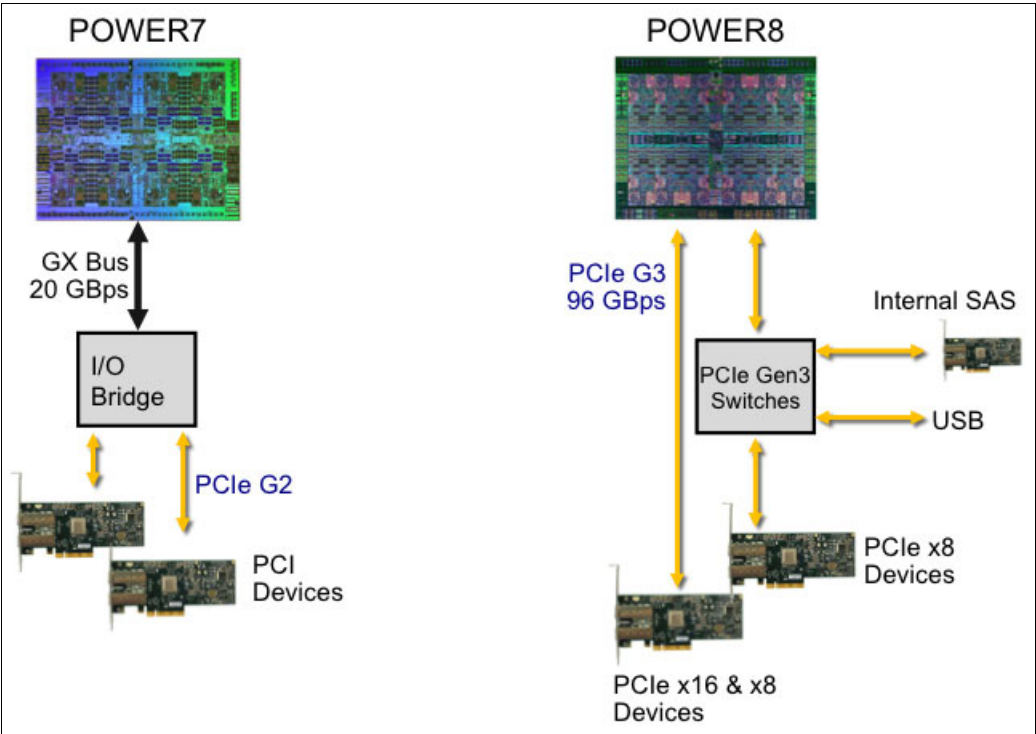 POWER7
GX Bus
20 GBps
I/O
Bridge
PCIe G2
PCI
Devices
POWER8
PCIe G3
96 GBps
Internal SAS
PCIe Gen3
Switches
USB
PCIe x8
Devices
PCIe x16 & x8
Devices